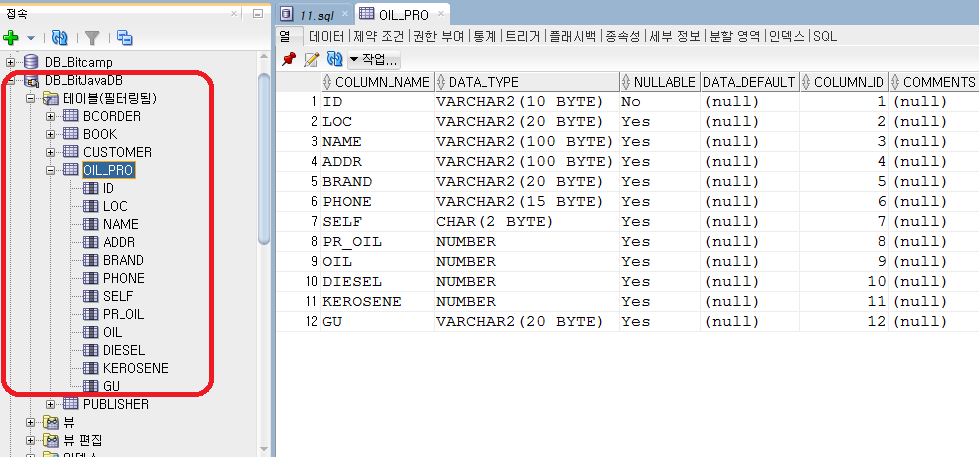 접속
DB_Bitcamp
DB_BitJavaDB
테이블(필터링됨)
BCORDER
BOOK
CUSTOMER
OIL_PRO
ID
LOC
NAME
ADDR
BRAND
PHONE
SELF
PR_OIL
OIL
DIESEL
KEROSENE
GU
PUBLISHER
뷰
뷰 편집
11.sql OIL_PRO
열 데이터 제약 조건 권한 부여 통계 트리거 플래시백 종속성 세부 정보 분할 영역 인덱스 SQL
작업...
COLUMN_NAME DATA_TYPE NULLABLE DATA_DEFAULT COLUMN_ID COMMENTS
1 ID VARCHAR2(10 BYTE) No (null) 1 (null)
2 LOC VARCHAR2(20 BYTE) Yes (null) 2 (null)
3 NAME VARCHAR2(100 BYTE) Yes (null) 3 (null)
4 ADDR VARCHAR2(100 BYTE) Yes (null) 4 (null)
5 BRAND VARCHAR2(20 BYTE) Yes (null) 5 (null)
6 PHONE VARCHAR2(15 BYTE) Yes (null) 6 (null)
7 SELF CHAR(2 BYTE) Yes (null) 7 (null)
8 PR_OIL NUMBER Yes (null) 8 (null)
9 OIL NUMBER Yes (null) 9 (null)
10 DIESEL NUMBER Yes (null) 10 (null)
11 KEROSENE NUMBER Yes (null) 11 (null)
12 GU VARCHAR2(20 BYTE) Yes (null) 12 (null)